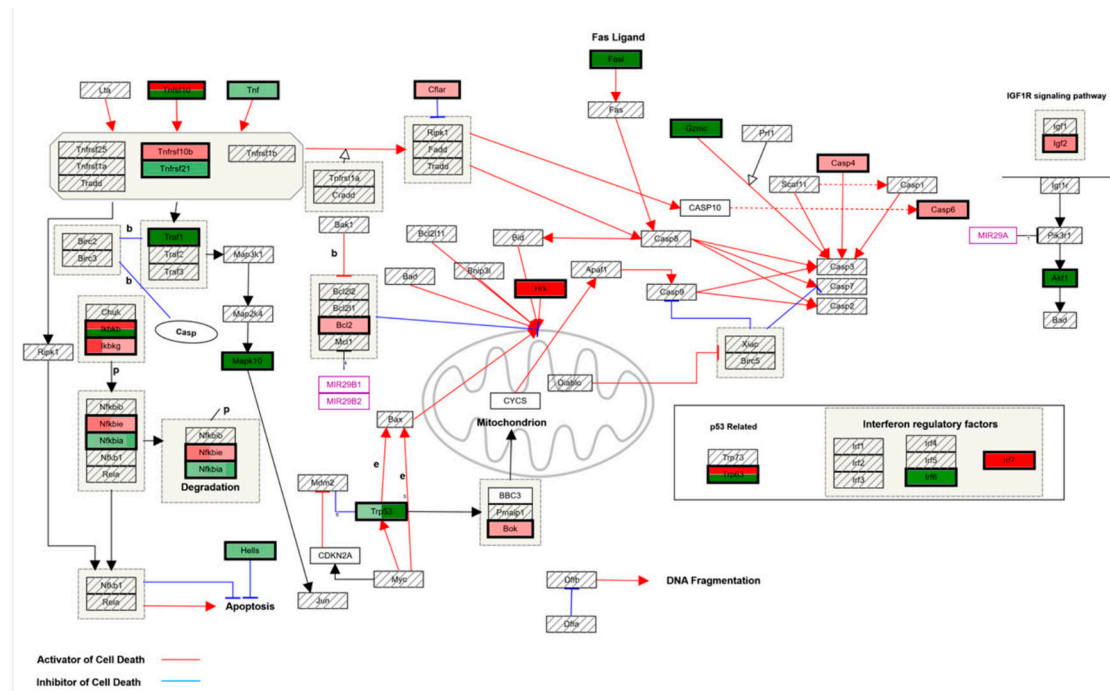 Fas Ligand
Fasl
Lta
Tnfsf10
Tnf
Cflar
Fas
IGF1R signaling pathway
Igf1
Igf2
Gzmc
Prf1
Ripk1
Fadd
Tradd
Tnfrsf25
Tnfrsf1a
Tradd
Tnfrsf10b
Tnfrsf21
Tnfrsf1b
Casp4
Tnfrsf1a
Cradd
Scaf11
Casp1
Igf1r
CASP10
Casp6
Bak1
b
Birc2
Birc3
b
b
Traf1
Traf2
Traf3
Map3k1
Bcl2l11
Bid
Casp8
MIR29A
Pik3r1
Bad
Bnip3l
Apaf1
Casp3
Casp7
Casp2
Akt1
Hrk
Casp9
Bcl2l2
Bcl2l1
Bcl2
Mcl1
Chuk
Ikbkb
Ikbkg
Map2k4
Casp
Bad
Ripk1
Mapk10
Xiap
Birc5
p
p
MIR29B1
MIR29B2
Diablo
CYCS
Mitochondrion
Nfkbib
Nfkbie
Nfkbia
Nfkb1
Rela
Nfkbib
Nfkbie
Nfkbia
Degradation
Bax
p53 Related
Trp73
Trp63
Interferon regulatory factors
Irf1
Irf2
Irf3
Irf4
Irf5
Irf6
Irf7
e
e
Mdm2
Trp53
BBC3
Pmaip1
Bok
Hells
CDKN2A
Myc
Nfkb1
Rela
Apoptosis
Jun
Dffb
DNA Fragmentation
Dffa
Activator of Cell Death
Inhibitor of Cell Death